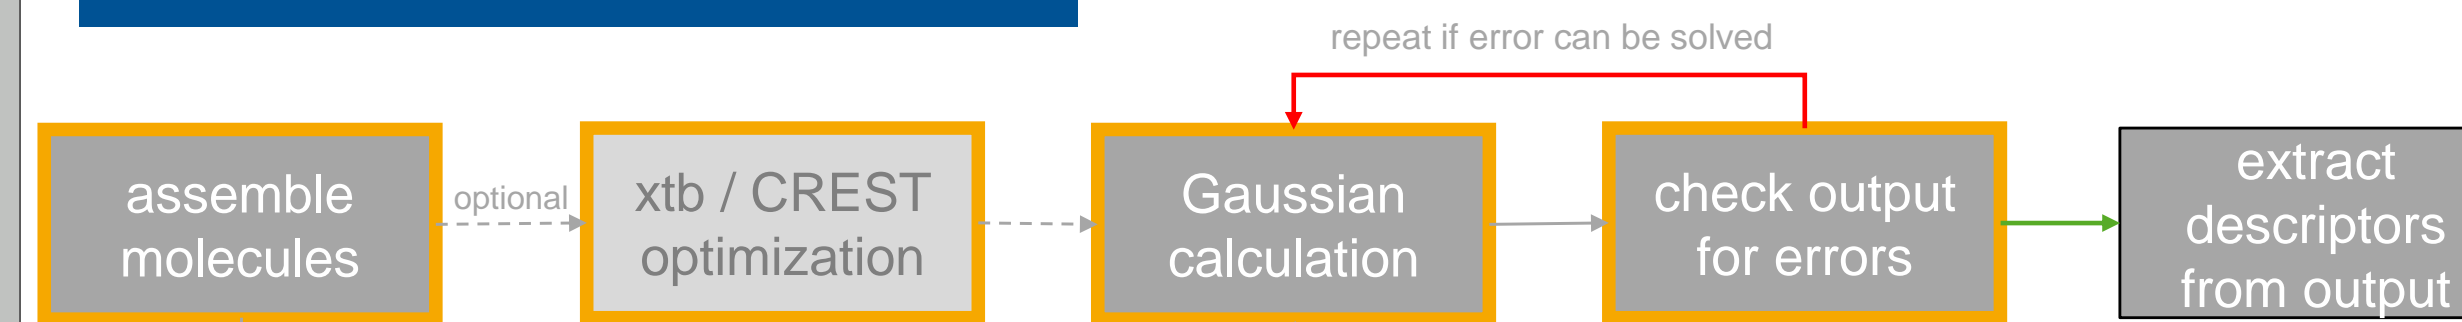 repeat if error can be solved
assemble
molecules
optional
xtb / CREST
optimization
Gaussian
calculation
check output
for errors
extract
descriptors
from output